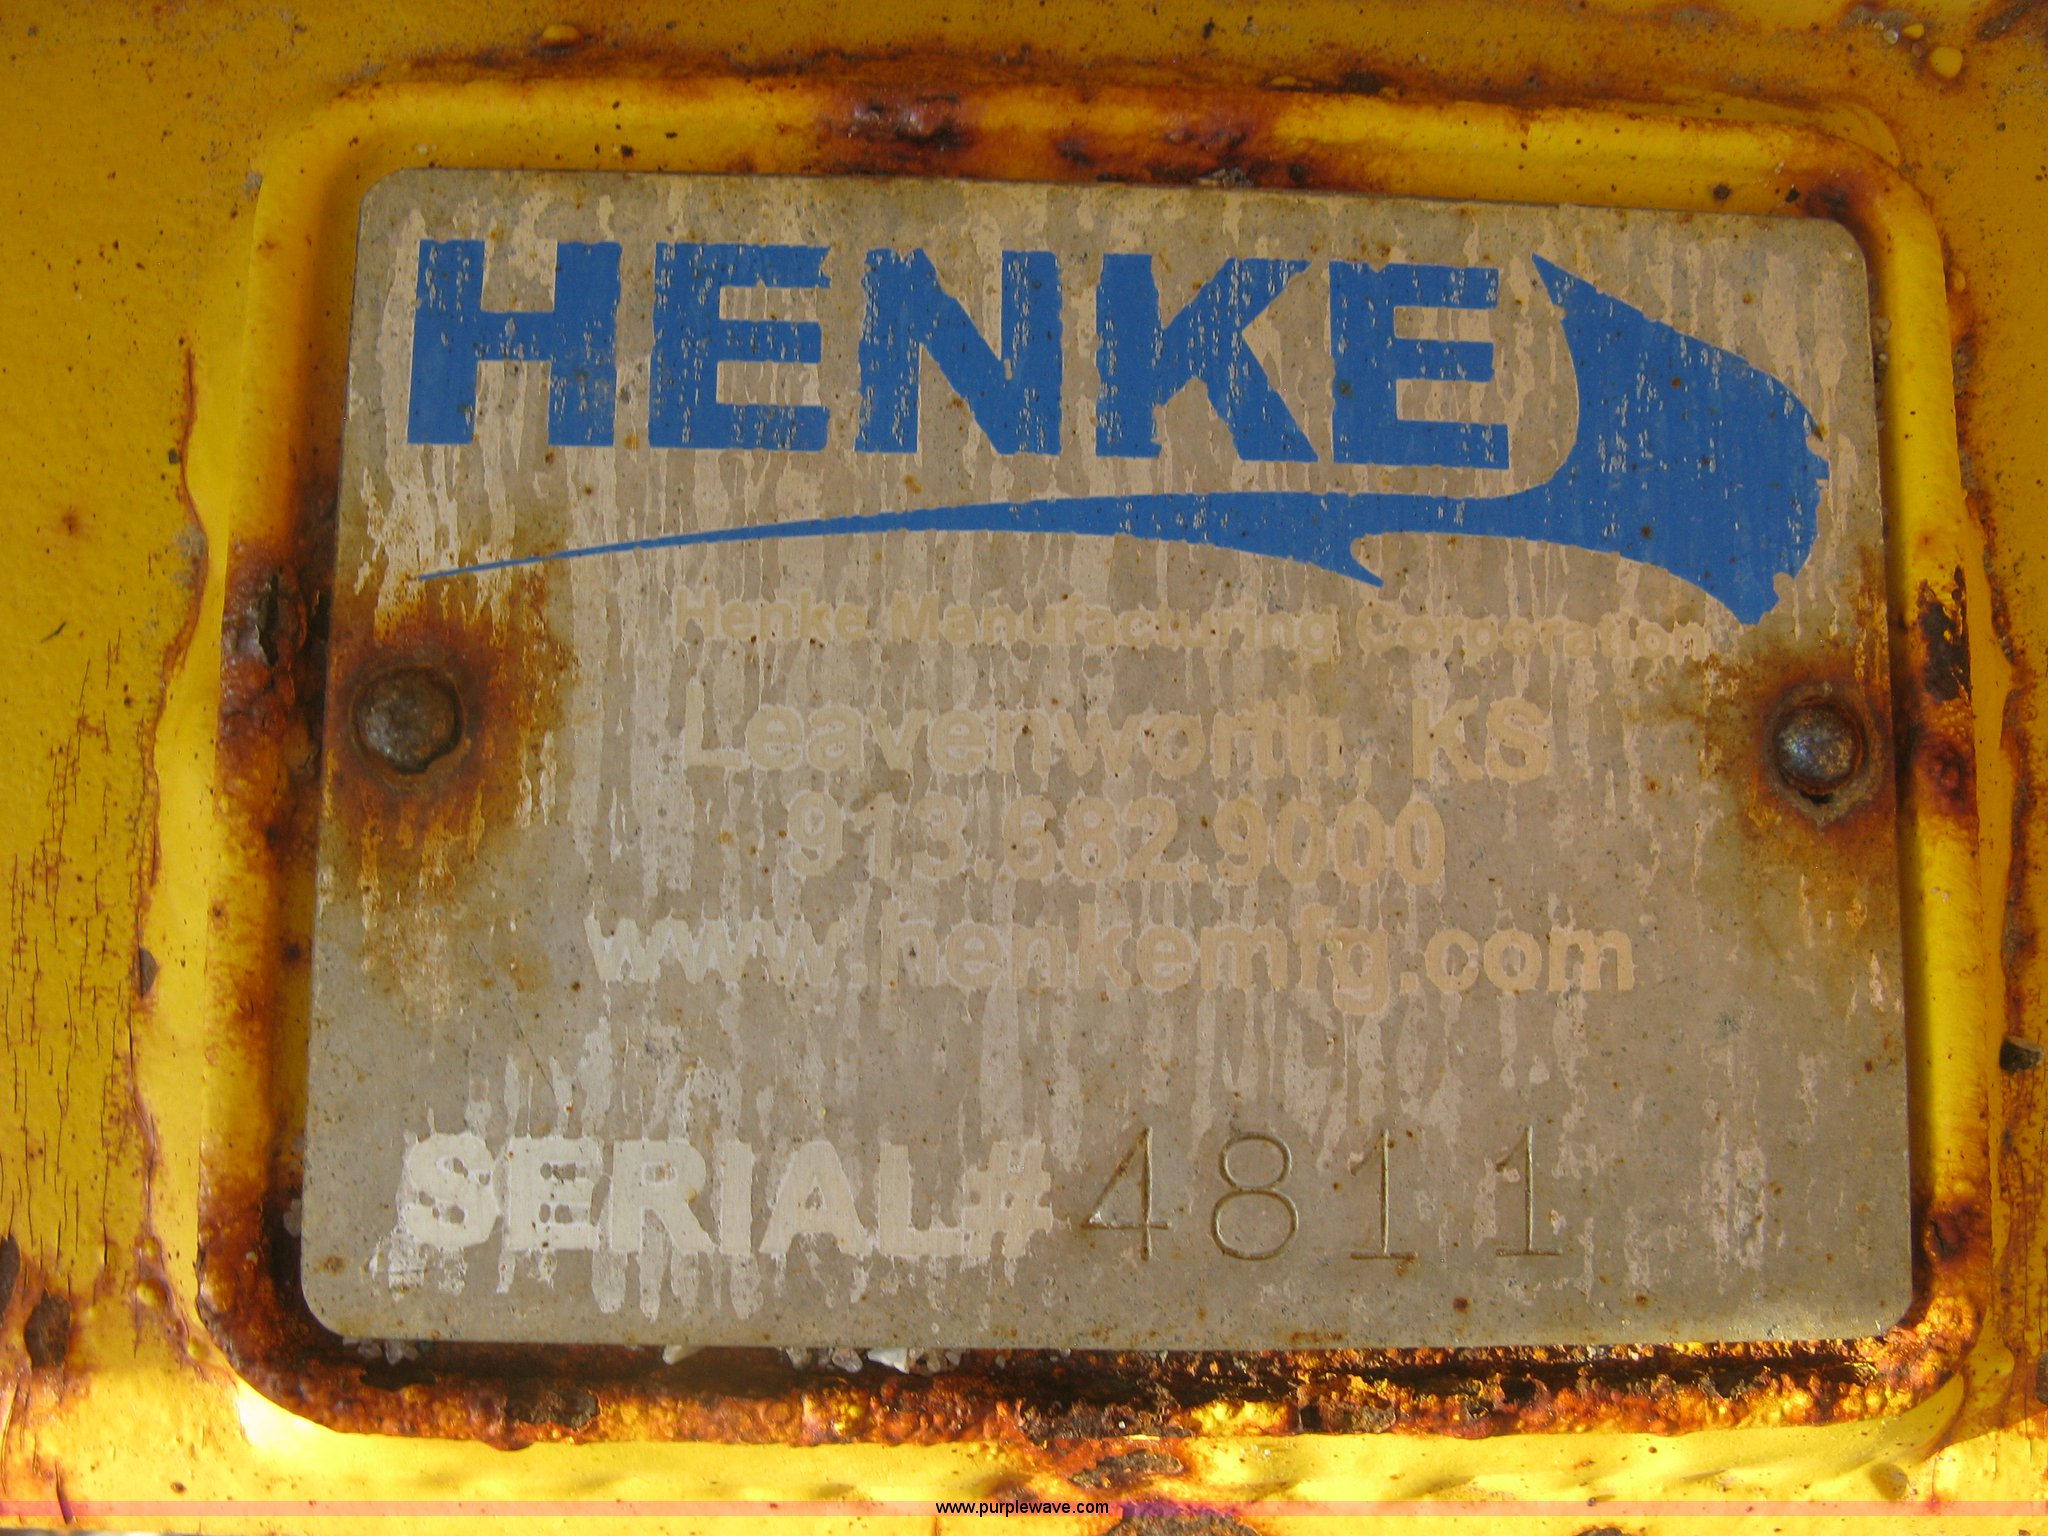 HENKE
Henke Manufacturing Corporation
Leavenworth, KS
913.682.9000
www.henkemfg.com
SERIAL# 4811
www.purplewave.com